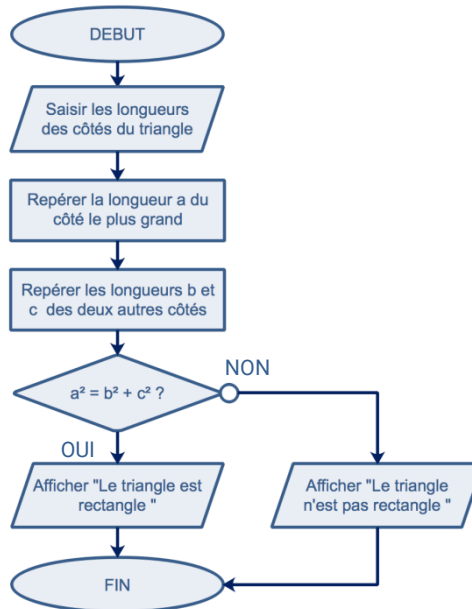 DEBUT
Saisir les longueurs
des côtés du triangle
Repérer la longueur a du
côté le plus grand
Repérer les longueurs b et
c des deux autres côtés
a² = b² + c² ?
NON
OUI
Afficher "Le triangle est
rectangle "
Afficher "Le triangle
n'est pas rectangle "
FIN